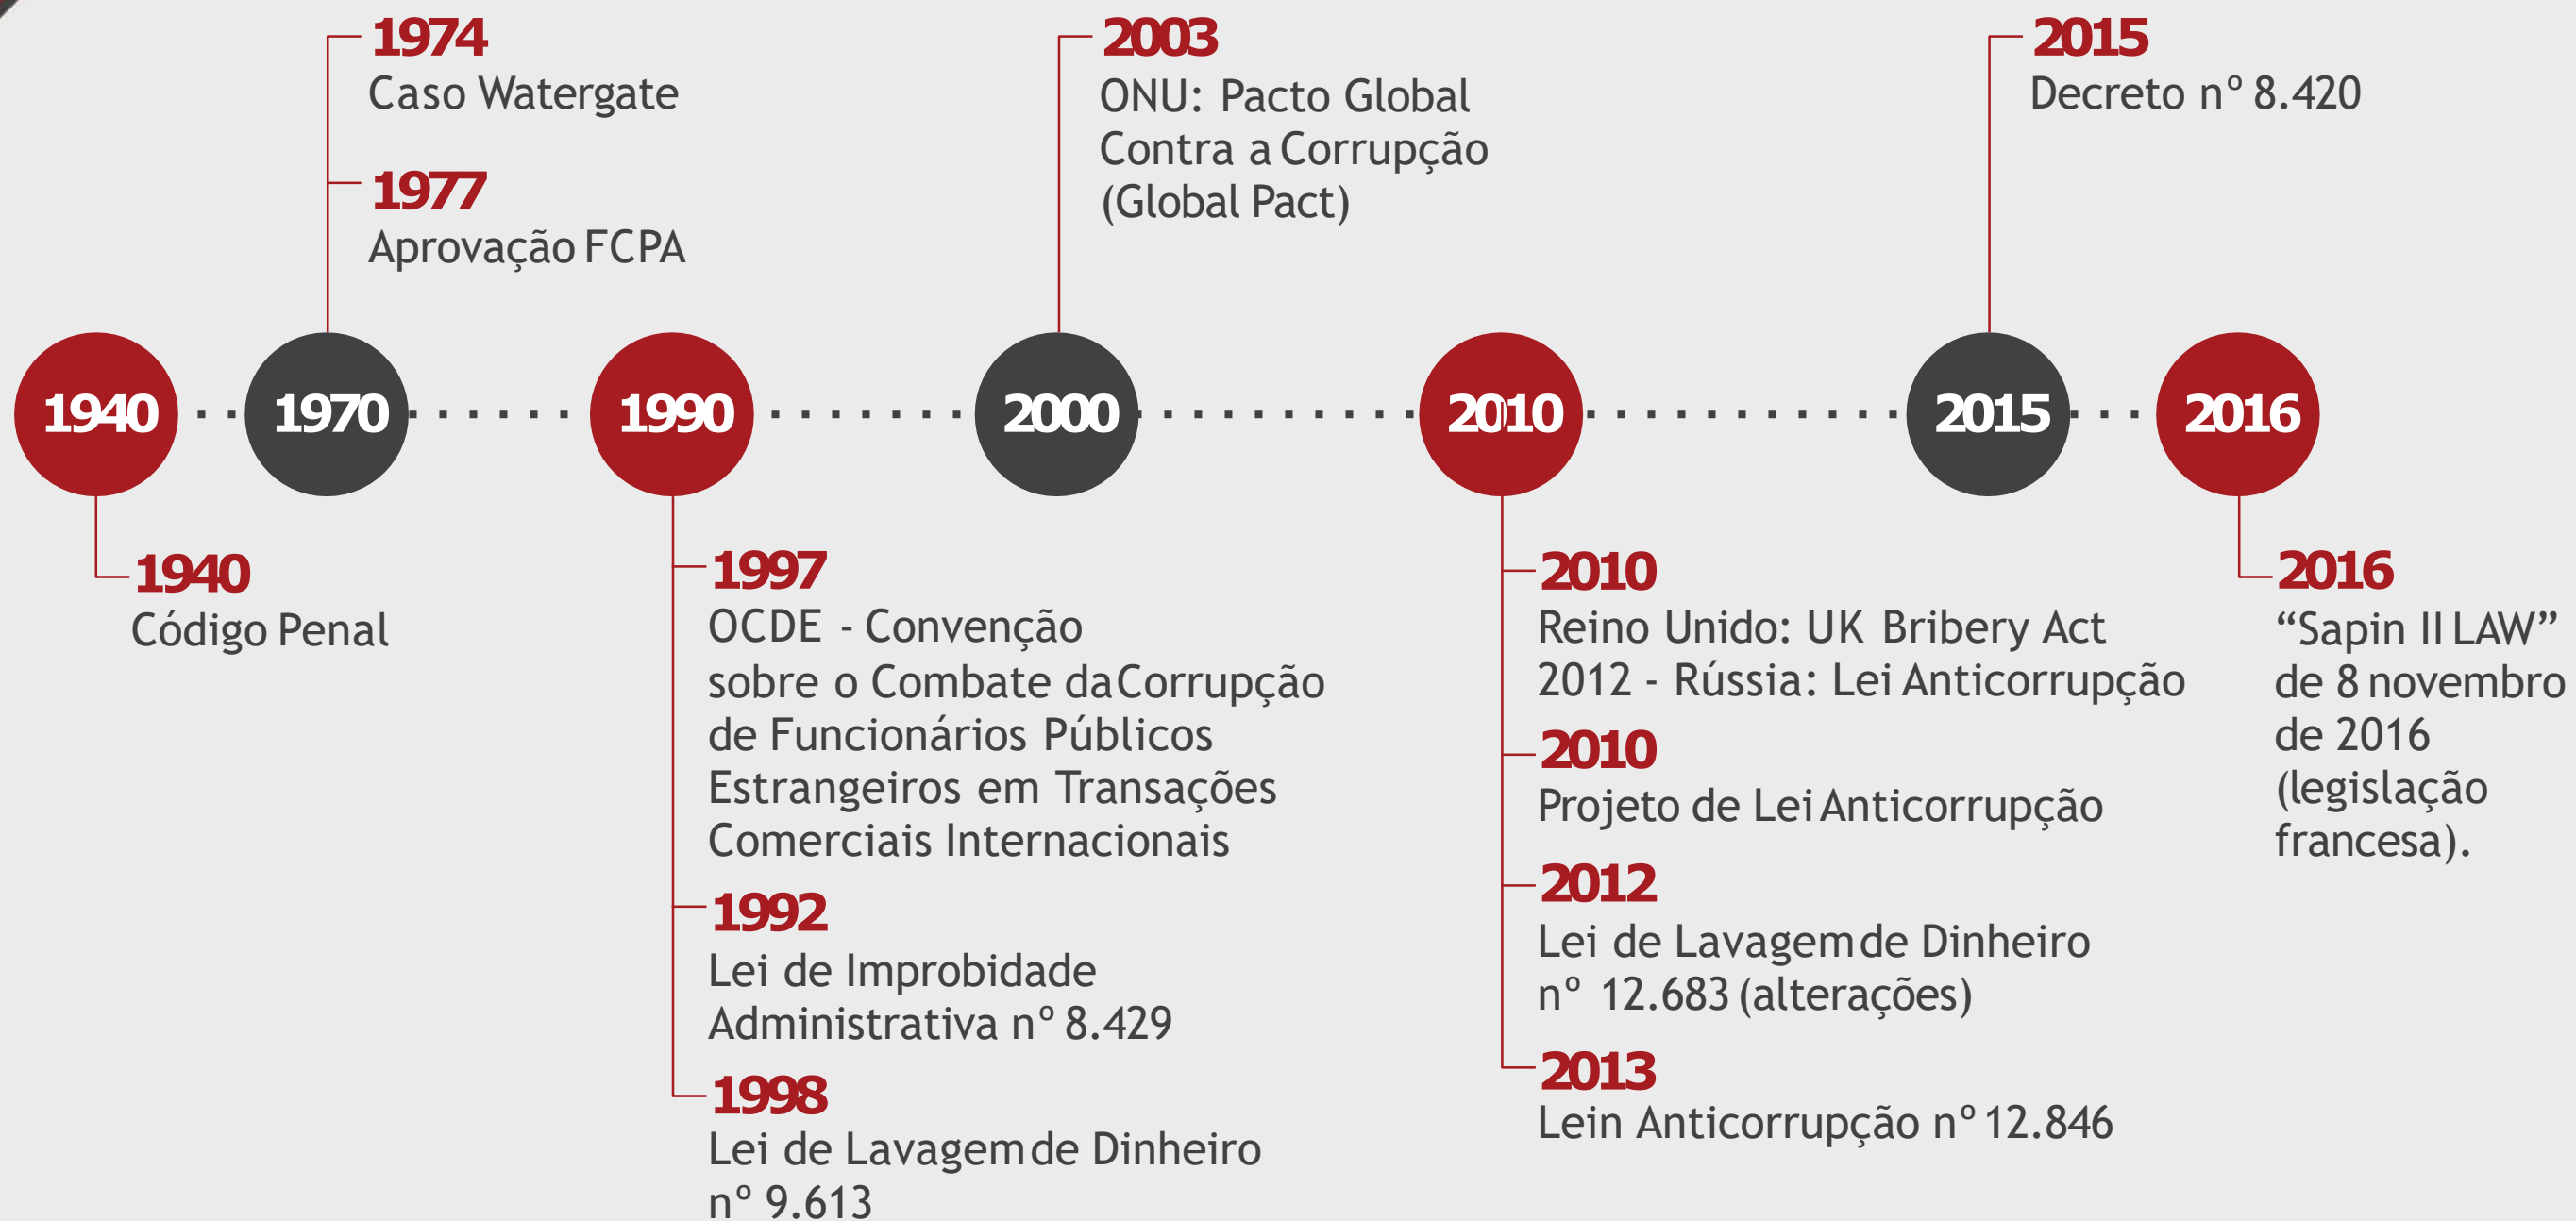 1974
Caso Watergate
1977
Aprovação FCPA
2003
ONU: Pacto Global
Contra a Corrupção
(Global Pact)
2015
Decreto nº 8.420
1940
1970
1990
2000
2010
2015
2016
1940
Código Penal
1997
OCDE - Convenção
sobre o Combate da Corrupção
de Funcionários Públicos
Estrangeiros em Transações
Comerciais Internacionais
1992
Lei de Improbidade
Administrativa nº 8.429
1998
Lei de Lavagem de Dinheiro
nº 9.613
2010
Reino Unido: UK Bribery Act
2012 - Rússia: Lei Anticorrupção
2010
Projeto de Lei Anticorrupção
2012
Lei de Lavagem de Dinheiro
nº 12.683 (alterações)
2013
Lein Anticorrupção nº 12.846
2016
“Sapin II LAW”
de 8 novembro
de 2016
(legislação
francesa).